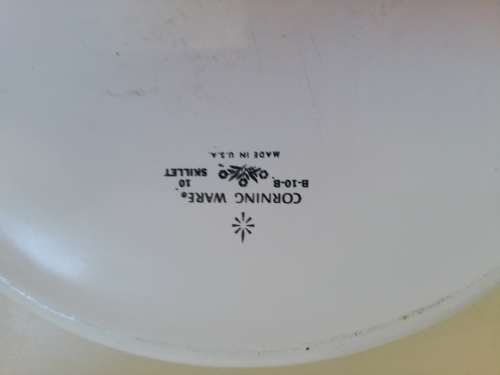 CORNING WARE®
B-10-B 10 SKILLET
MADE IN U.S.A.